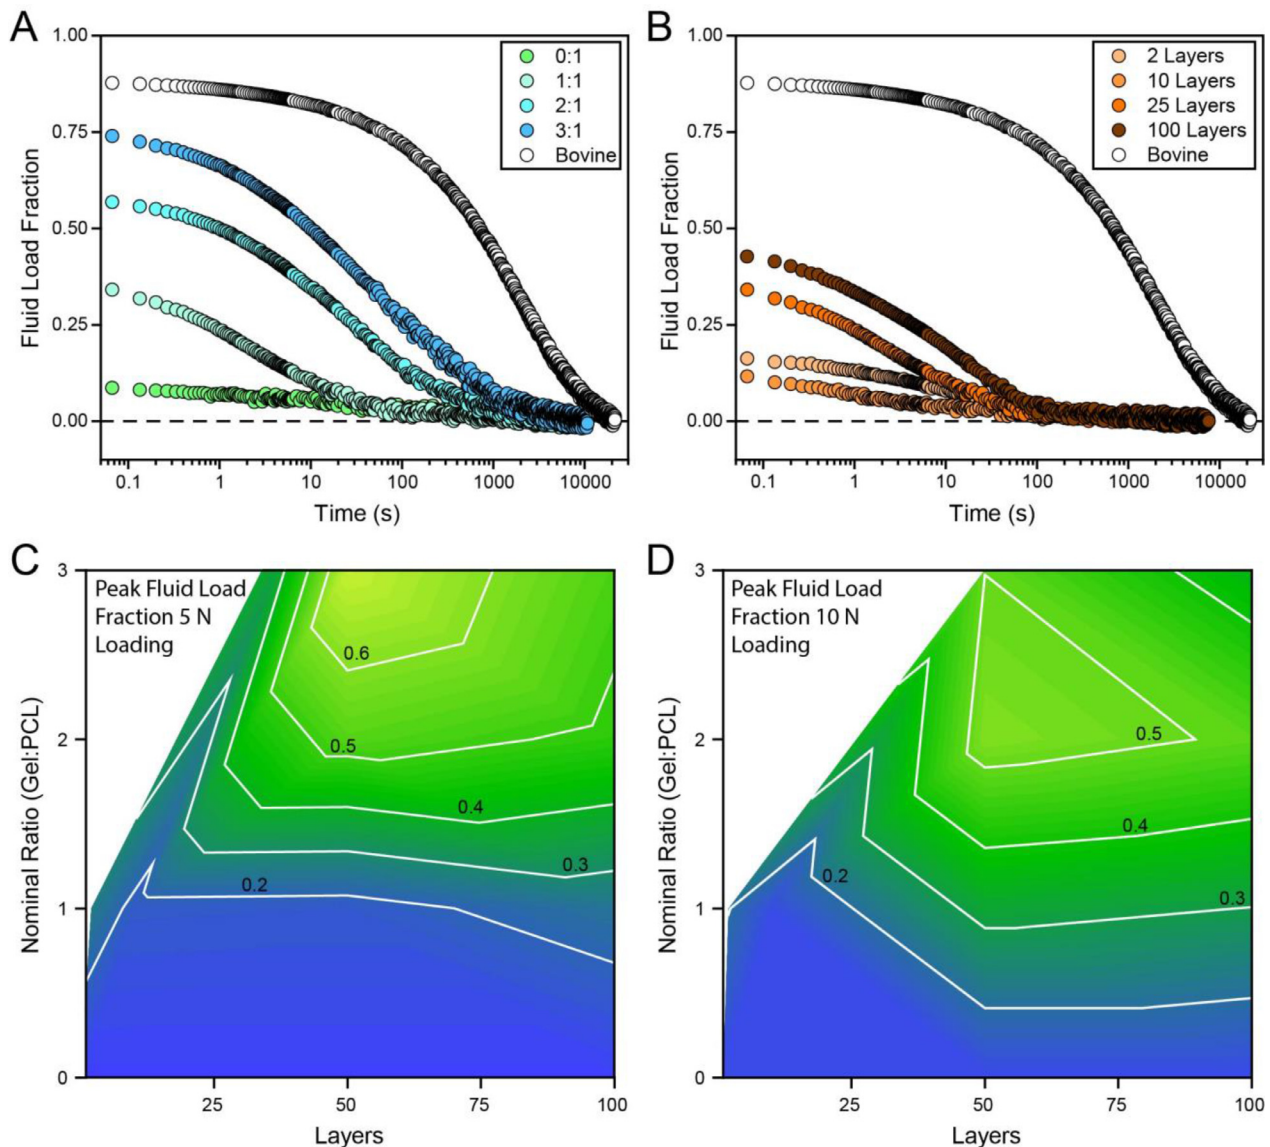 A
1.00
0.75
0.50
0.25
0.00
Fluid Load Fraction
0:1
1:1
2:1
3:1
Bovine
0.1
1
10
100
1000
10000
Time (s)
B
1.00
0.75
0.50
0.25
0.00
Fluid Load Fraction
2 Layers
10 Layers
25 Layers
100 Layers
Bovine
0.1
1
10
100
1000
10000
Time (s)
C
3
2
1
0
Nominal Ratio (Gel:PCL)
Peak Fluid Load
Fraction 5 N
Loading
0.6
0.5
0.4
0.3
0.2
25
50
75
100
Layers
D
3
2
1
0
Nominal Ratio (Gel:PCL)
Peak Fluid Load
Fraction 10 N
Loading
0.5
0.4
0.2
0.3
25
50
75
100
Layers